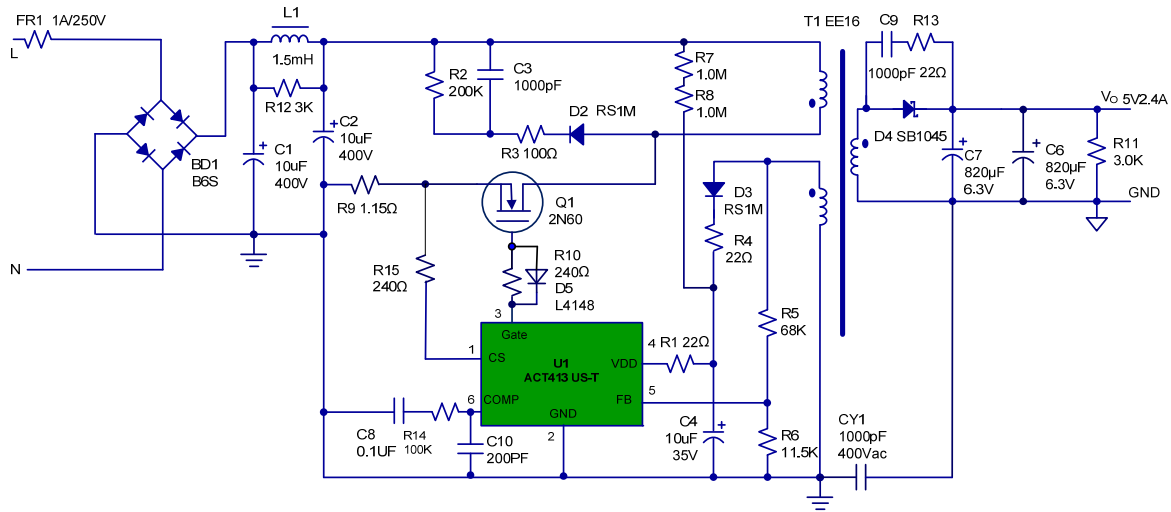 FR1 1A/250V
L
L1
1.5mH
R12 3K
BD1
B6S
C1
10uF
400V
C2
10uF
400V
N
R2
200K
C3
1000pF
R3 100Ω
D2 RS1M
R7
1.0M
R8
1.0M
T1 EE16
C9
R13
1000pF 22Ω
D4 SB1045
Vo 5V2.4A
C7
820µF
6.3V
C6
820µF
6.3V
R11
3.0K
GND
R9 1.15Ω
Q1
2N60
D3
RS1M
R4
22Ω
R15
240Ω
R10
240Ω
D5
L4148
R5
68K
3
Gate
1
CS
U1
ACT413 US-T
VDD
4
R1 22Ω
6
COMP
GND
2
FB
5
C8
0.1UF
R14
100K
C10
200PF
C4
10uF
35V
R6
11.5K
CY1
1000pF
400Vac